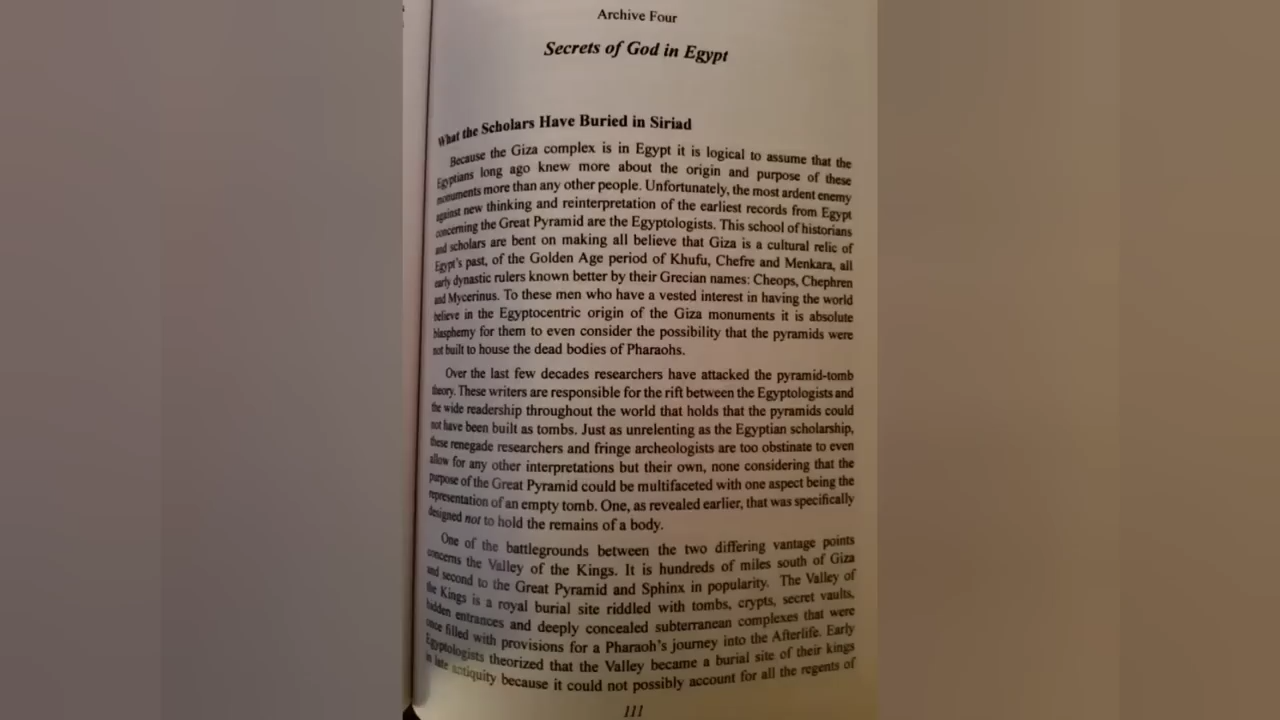 Archive Four
Secrets of God in Egypt
What the Scholars Have Buried in Siriad
Because the Giza complex is in Egypt it is logical to assume that the
Egyptians long ago knew more about the origin and purpose of these
monuments more than any other people. Unfortunately, the most ardent enemy
against new thinking and reinterpretation of the earliest records from Egypt
concerning the Great Pyramid are the Egyptologists. This school of historians
and scholars are bent on making all believe that Giza is a cultural relic of
Egypt's past, of the Golden Age period of Khufu, Chefre and Menkara, all
early dynastic rulers known better by their Grecian names: Cheops, Chephren
and Mycerinus. To these men who have a vested interest in having the world
believe in the Egyptocentric origin of the Giza monuments it is absolute
blasphemy for them to even consider the possibility that the pyramids were
not built to house the dead bodies of Pharaohs.
Over the last few decades researchers have attacked the pyramid-tomb
theory. These writers are responsible for the rift between the Egyptologists and
the wide readership throughout the world that holds that the pyramids could
not have been built as tombs. Just as unrelenting as the Egyptian scholarship,
these renegade researchers and fringe archeologists are too obstinate to even
allow for any other interpretations but their own, none considering that the
purpose of the Great Pyramid could be multifaceted with one aspect being the
representation of an empty tomb. One, as revealed earlier, that was specifically
designed not to hold the remains of a body.
One of the battlegrounds between the two differing vantage points
concerns the Valley of the Kings. It is hundreds of miles south of Giza
and second to the Great Pyramid and Sphinx in popularity. The Valley of
the Kings is a royal burial site riddled with tombs, crypts, secret vaults,
hidden entrances and deeply concealed subterranean complexes that were
once filled with provisions for a Pharaoh's journey into the Afterlife. Early
Egyptologists theorized that the Valley became a burial site of their kings
in late antiquity because it could not possibly account for all the regents of
111